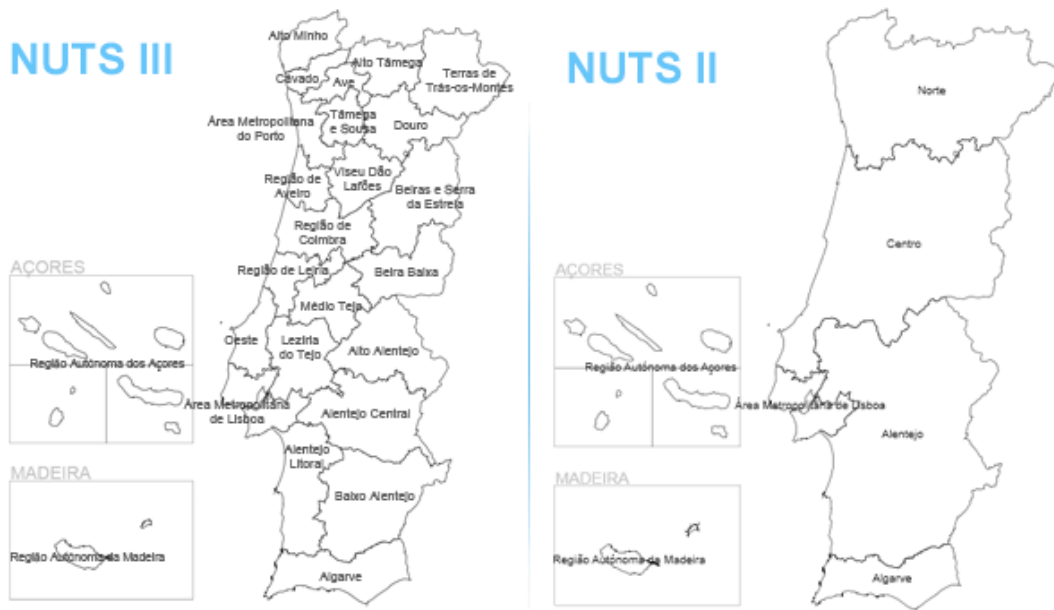 NUTS III
Alto Minho
Alto Tâmega
Terras de
Trás-os-Montes
Cávado
Ave
Área Metropolitana
do Porto
Tâmega
e Sousa
Douro
Região de
Aveiro
Viseu Dão
Lafões
Beiras e Serra
da Estrela
Região de
Coimbra
AÇORES
Região de Leiria
Beira Baixa
Médio Tejo
Oeste
Lezíria
do Tejo
Alto Alentejo
Região Autónoma dos Açores
Área Metropolitana
de Lisboa
Alentejo Central
Alentejo
Litoral
MADEIRA
Baixo Alentejo
Região Autónoma da Madeira
Algarve
NUTS II
Norte
Centro
AÇORES
Região Autónoma dos Açores
Área Metropolitana de Lisboa
Alentejo
MADEIRA
Região Autónoma da Madeira
Algarve